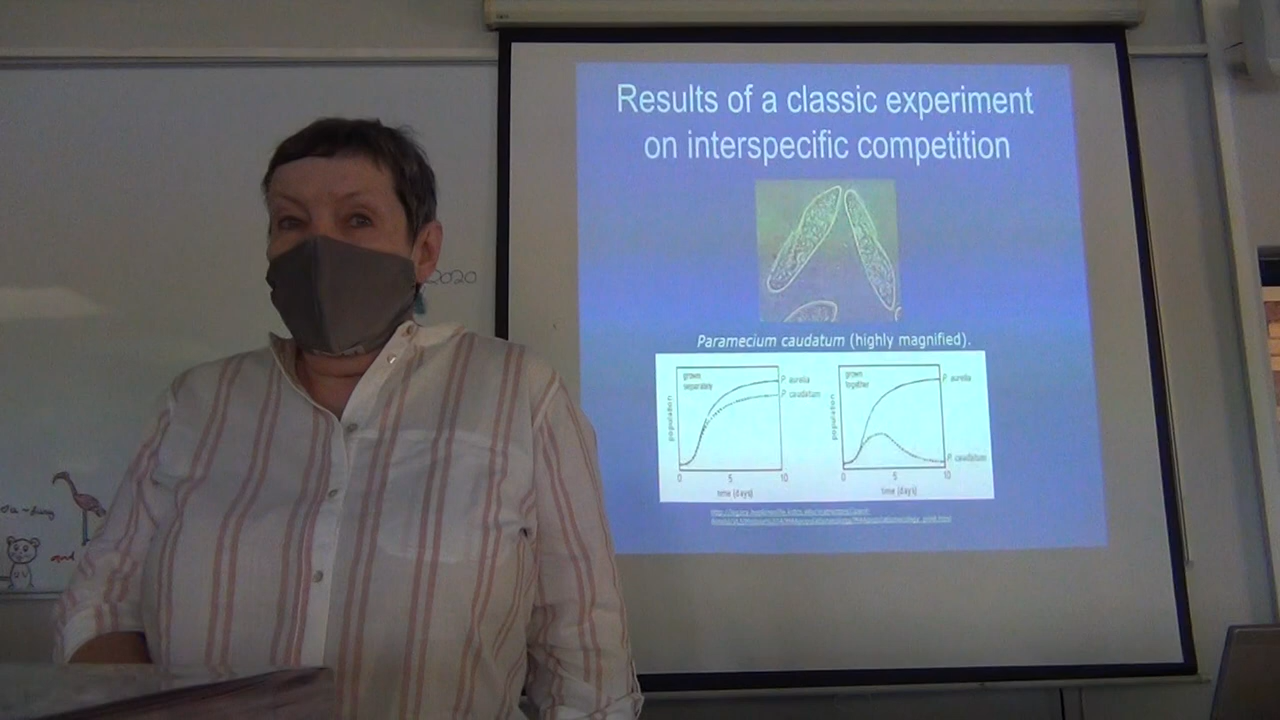 Results of a classic experiment
on interspecific competition
Paramecium caudatum (highly magnified).
grown
separately
P. aurelia
P. caudatum
population
0 5 10
time (days)
grown
together
P. aurelia
P. caudatum
population
0 5 10
time (days)
2020
and